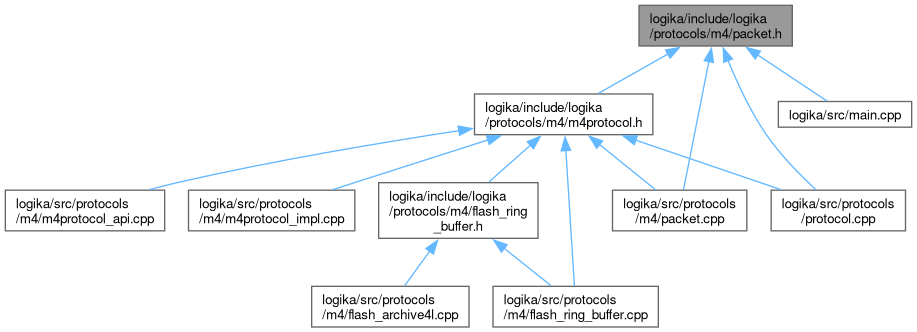 logika/include/logika
/protocols/m4/packet.h
logika/include/logika
/protocols/m4/m4protocol.h
logika/src/main.cpp
logika/src/protocols
/m4/m4protocol_api.cpp
logika/src/protocols
/m4/m4protocol_impl.cpp
logika/include/logika
/protocols/m4/flash_ring
_buffer.h
logika/src/protocols
/m4/packet.cpp
logika/src/protocols
/protocol.cpp
logika/src/protocols
/m4/flash_archive4l.cpp
logika/src/protocols
/m4/flash_ring_buffer.cpp